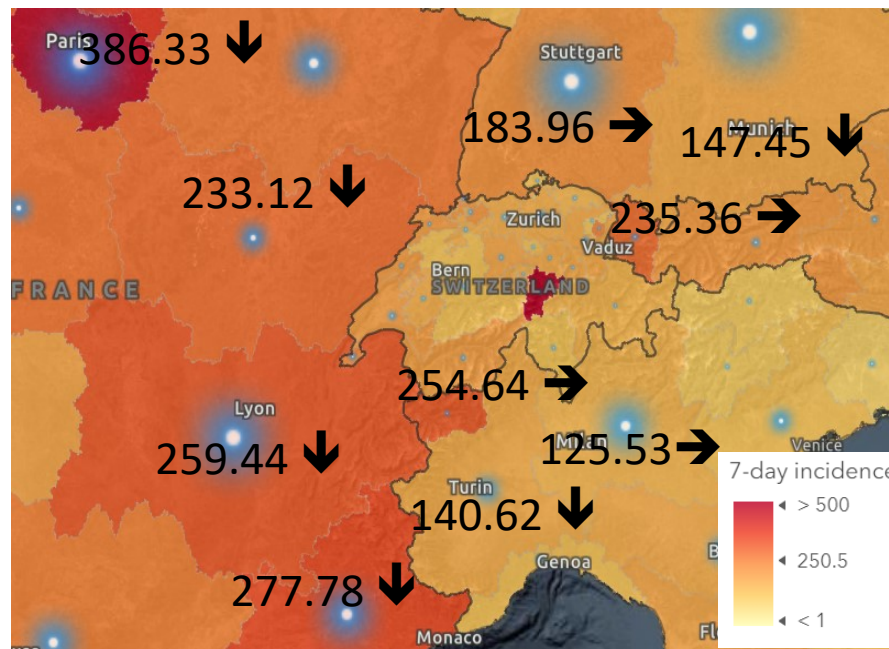 Paris
386.33
Stuttgart
183.96
Munich
147.45
233.12
Zurich
235.36
Vaduz
Bern
SWITZERLAND
FRANCE
254.64
Lyon
259.44
Milan
125.53
Venice
Turin
140.62
Genoa
277.78
Monaco
7-day incidence
> 500
250.5
< 1